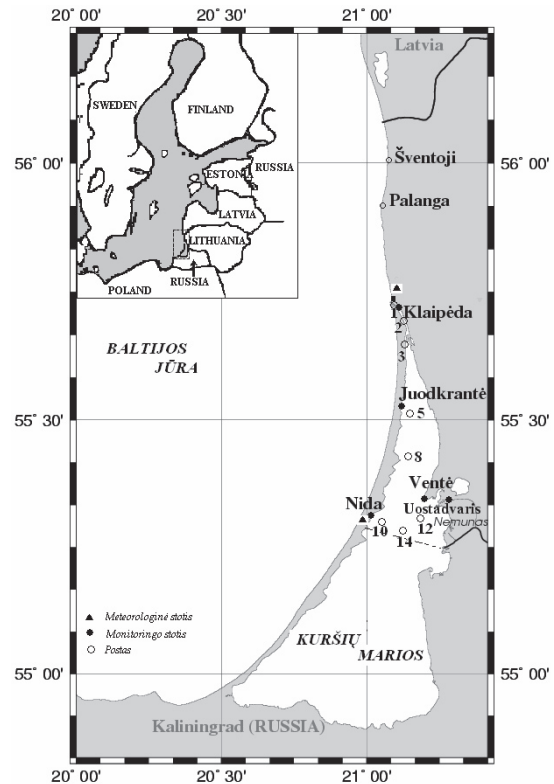 20° 00'
20° 30'
21° 00'
Latvia
SWEDEN
FINLAND
RUSSIA
ESTONIA
LATVIA
LITHUANIA
RUSSIA
POLAND
56° 00'
Šventoji
Palanga
1
Klaipėda
2
3
BALTIJOS
JŪRA
Juodkrantė
55° 30'
55° 30'
5
8
Ventė
Nida
Uostadvaris
Nemunas
10
12
14
Meteorologinė stotis
Monitoringo stotis
Postas
KURŠIŲ
MARIOS
55° 00'
55° 00'
Kaliningrad (RUSSIA)
20° 00'
20° 30'
21° 00'
56° 00'